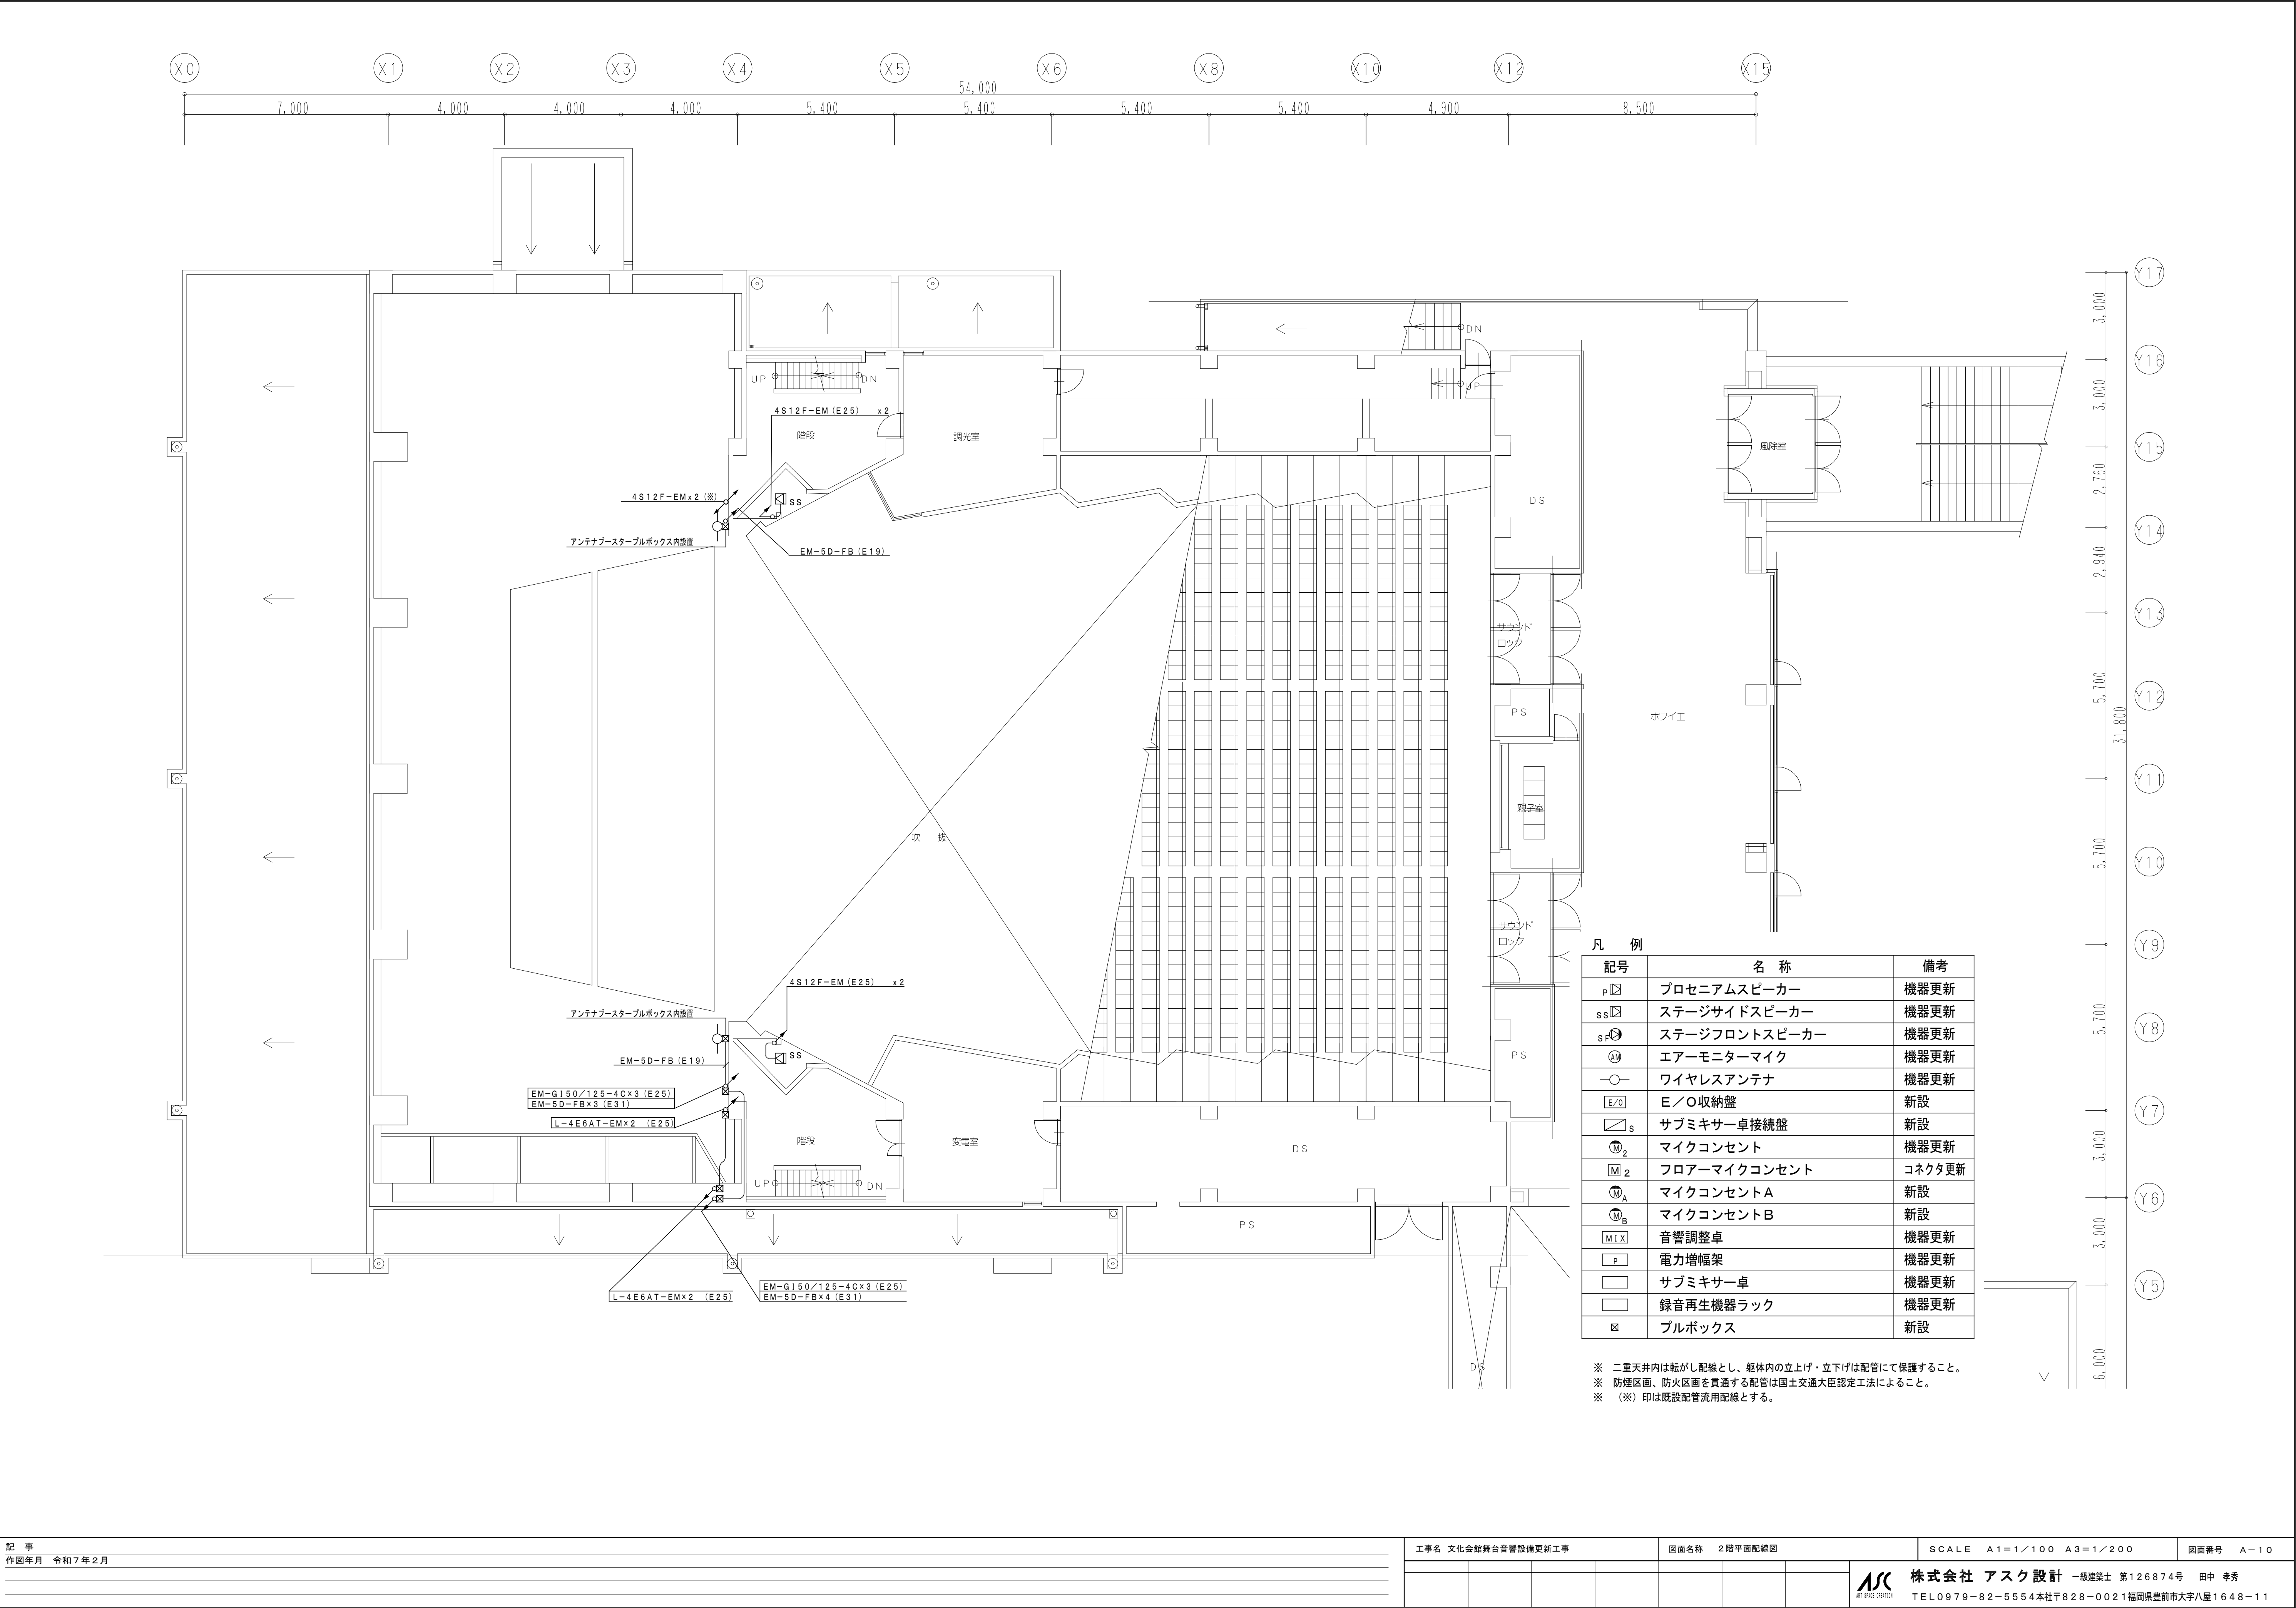 X0 X1 X2 X3 X4 X5 X6 X8 X10 X12 X15
54,000
7,000 4,000 4,000 4,000 5,400 5,400 5,400 5,400 4,900 8,500
Y17
3,000
Y16
3,000
Y15
2,760
Y14
2,940
Y13
5,700
Y12
31,800
Y11
5,700
Y10
Y9
5,700
Y8
Y7
3,000
Y6
3,000
Y5
6,000
DN
UP
UP DN
4S12F-EM(E25) x2
階段
調光室
風除室
4S12F-EMx2(※)
SS
DS
アンテナブースタープルボックス内設置
EM-5D-FB(E19)
サウンド
ロック
PS
ホワイエ
親子室
吹 抜
サウンド
ロック
4S12F-EM(E25) x2
アンテナブースタープルボックス内設置
SS
EM-5D-FB(E19)
PS
EM-GI50/125-4C×3(E25)
EM-5D-FB×3(E31)
L-4E6AT-EM×2 (E25)
階段
変電室
DS
UP DN
PS
EM-GI50/125-4C×3(E25)
EM-5D-FB×4(E31)
L-4E6AT-EM×2 (E25)
DS
凡 例
記号 名 称 備考
P プロセニアムスピーカー 機器更新
SS ステージサイドスピーカー 機器更新
SF ステージフロントスピーカー 機器更新
AM エアーモニターマイク 機器更新
ワイヤレスアンテナ 機器更新
E/O E/O収納盤 新設
S サブミキサー卓接続盤 新設
M2 マイクコンセント 機器更新
M 2 フロアーマイクコンセント コネクタ更新
MA マイクコンセントA 新設
MB マイクコンセントB 新設
MIX 音響調整卓 機器更新
P 電力増幅架 機器更新
サブミキサー卓 機器更新
録音再生機器ラック 機器更新
プルボックス 新設
※ 二重天井内は転がし配線とし、躯体内の立上げ・立下げは配管にて保護すること。
※ 防煙区画、防火区画を貫通する配管は国土交通大臣認定工法によること。
※ (※)印は既設配管流用配線とする。
記 事
作図年月 令和7年2月
工事名 文化会館舞台音響設備更新工事
図面名称 2階平面配線図
SCALE A1=1/100 A3=1/200
図面番号 A-10
ASC
ART SPACE CREATION
株式会社 アスク設計 一級建築士 第126874号 田中 孝秀
TEL0979-82-5554本社〒828-0021福岡県豊前市大字八屋1648-11